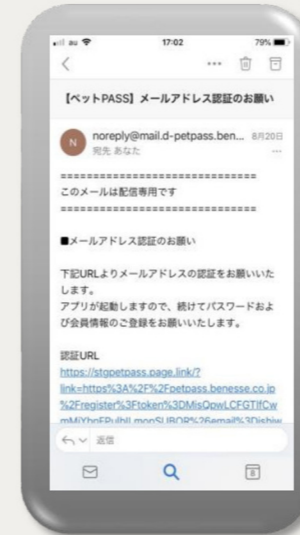 au 17:02 79%
【ペットPASS】メールアドレス認証のお願い
N
noreply@mail.d-petpass.ben... 8月20日
宛先 あなた
==============================
このメールは配信専用です
==============================
■メールアドレス認証のお願い
下記URLよりメールアドレスの認証をお願いいた
します。
アプリが起動しますので、続けてパスワードおよ
び会員情報のご登録をお願いいたします。
認証URL
https://stgpetpass.page.link/?
link=https%3A%2F%2Fpetpass.benesse.co.jp
返信